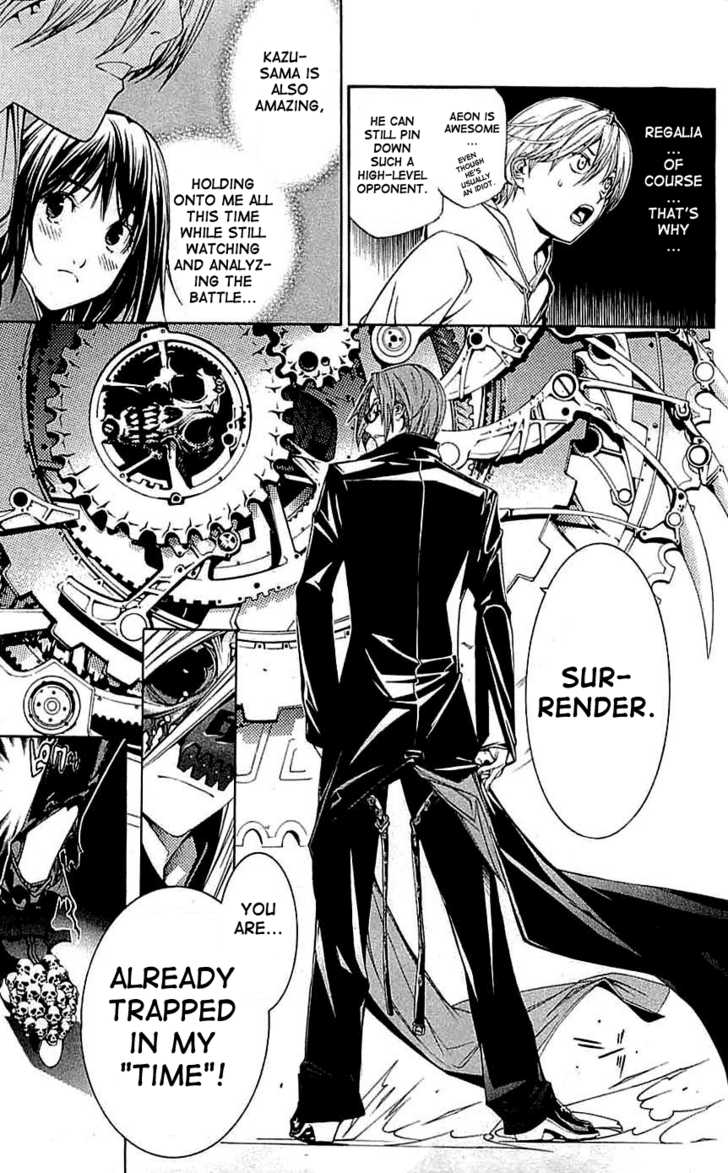 REGALIA
...
OF
COURSE
...
THAT'S
WHY
...
AEON IS
AWESOME
...
EVEN
THOUGH
HE'S
USUALLY
AN IDIOT.
HE CAN
STILL PIN
DOWN
SUCH A
HIGH-LEVEL
OPPONENT.
KAZU-
SAMA IS
ALSO
AMAZING,
HOLDING
ONTO ME ALL
THIS TIME
WHILE STILL
WATCHING
AND ANALYZ-
ING THE
BATTLE...
SUR-
RENDER.
YOU
ARE...
ALREADY
TRAPPED
IN MY
"TIME"!